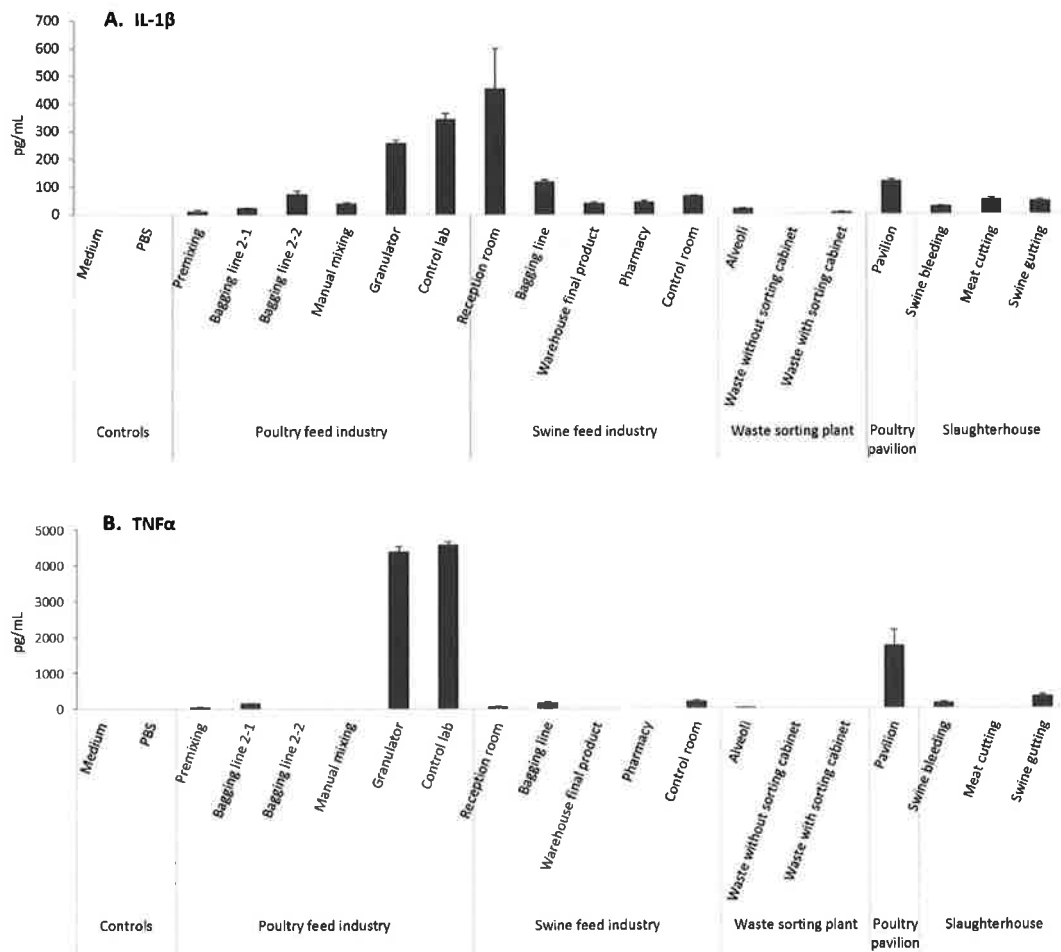 A. IL-1β
700
600
500
400
300
200
100
0
pg/mL
Medium
PBS
Premixing
Bagging line 2-1
Bagging line 2-2
Manual mixing
Granulator
Control lab
Reception room
Bagging line
Warehouse final product
Pharmacy
Control room
Alveoli
Waste without sorting cabinet
Waste with sorting cabinet
Pavilion
Swine bleeding
Meat cutting
Swine gutting
Controls
Poultry feed industry
Swine feed industry
Waste sorting plant
Poultry
pavilion
Slaughterhouse
B. TNFα
5000
4000
3000
2000
1000
0
pg/mL
Medium
PBS
Premixing
Bagging line 2-1
Bagging line 2-2
Manual mixing
Granulator
Control lab
Reception room
Bagging line
Warehouse final product
Pharmacy
Control room
Alveoli
Waste without sorting cabinet
Waste with sorting cabinet
Pavilion
Swine bleeding
Meat cutting
Swine gutting
Controls
Poultry feed industry
Swine feed industry
Waste sorting plant
Poultry
pavilion
Slaughterhouse